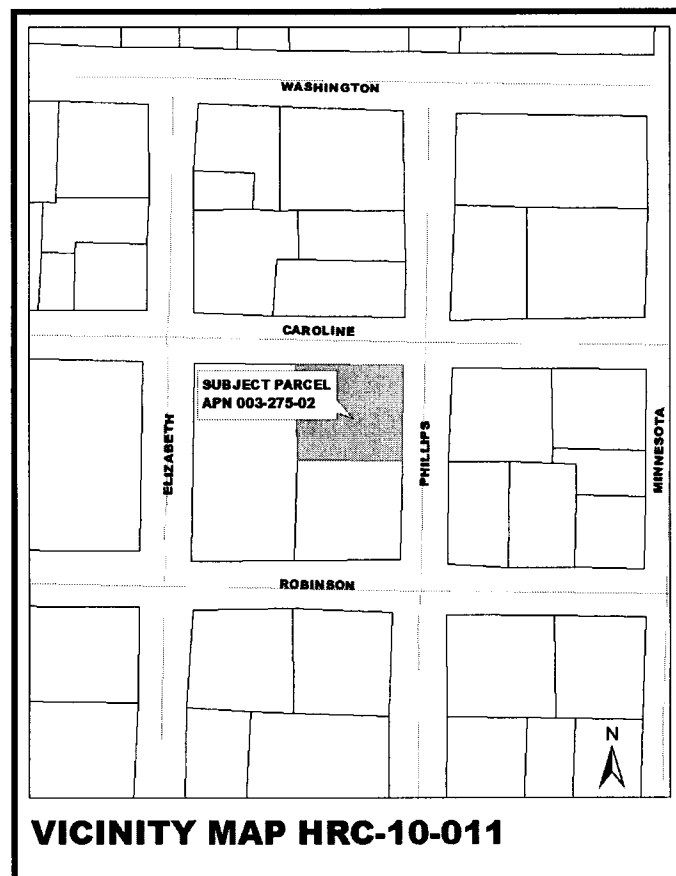 WASHINGTON
CAROLINE
SUBJECT PARCEL
APN 003-275-02
ELIZABETH
PHILLIPS
MINNESOTA
ROBINSON
N
VICINITY MAP HRC-10-011